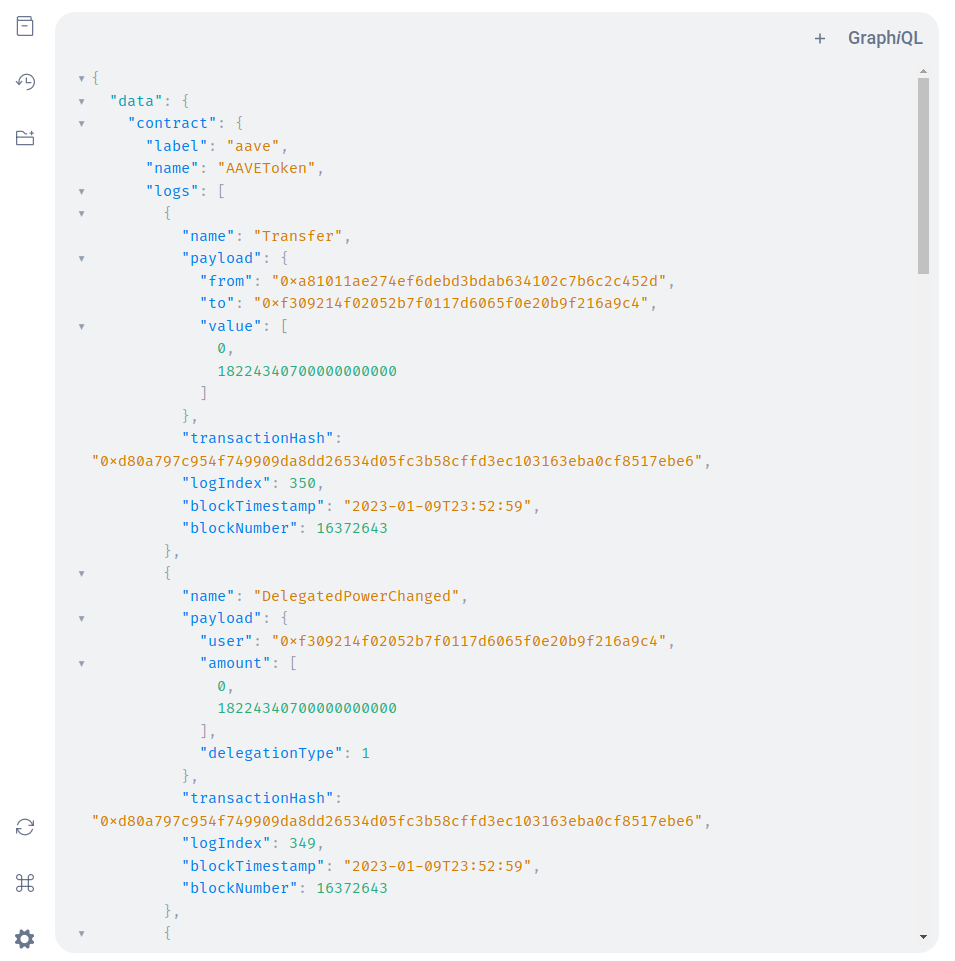 + GraphiQL
{
"data": {
"contract": {
"label": "aave",
"name": "AAVEToken",
"logs": [
{
"name": "Transfer",
"payload": {
"from": "0xa81011ae274ef6debd3bdab634102c7b6c2c452d",
"to": "0xf309214f02052b7f0117d6065f0e20b9f216a9c4",
"value": [
0,
18224340700000000000
]
},
"transactionHash":
"0xd80a797c954f749909da8dd26534d05fc3b58cffd3ec103163eba0cf8517ebe6",
"logIndex": 350,
"blockTimestamp": "2023-01-09T23:52:59",
"blockNumber": 16372643
},
{
"name": "DelegatedPowerChanged",
"payload": {
"user": "0xf309214f02052b7f0117d6065f0e20b9f216a9c4",
"amount": [
0,
18224340700000000000
],
"delegationType": 1
},
"transactionHash":
"0xd80a797c954f749909da8dd26534d05fc3b58cffd3ec103163eba0cf8517ebe6",
"logIndex": 349,
"blockTimestamp": "2023-01-09T23:52:59",
"blockNumber": 16372643
},
{